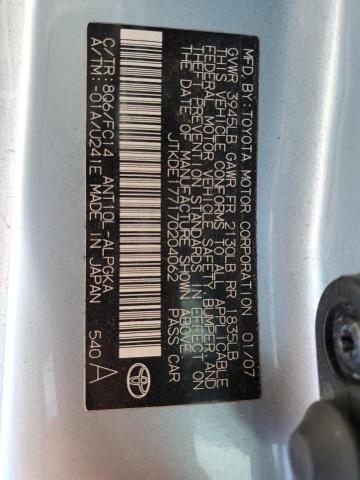 MFD. BY: TOYOTA MOTOR CORPORATION 01/07
GVWR 3945LB GAWR FR 2130LB RR 1835LB
THIS VEHICLE CONFORMS TO ALL APPLICABLE
FEDERAL MOTOR VEHICLE SAFETY, BUMPER, AND
THEFT PREVENTION STANDARDS IN EFFECT ON
THE DATE OF MANUFACTURE SHOWN ABOVE.
JTKDE177170204062 PASS CAR
C/TR: 8Q6/FC14 ANT10L-ALPGKA
A/TM: -01A/U241E MADE IN JAPAN 540 A